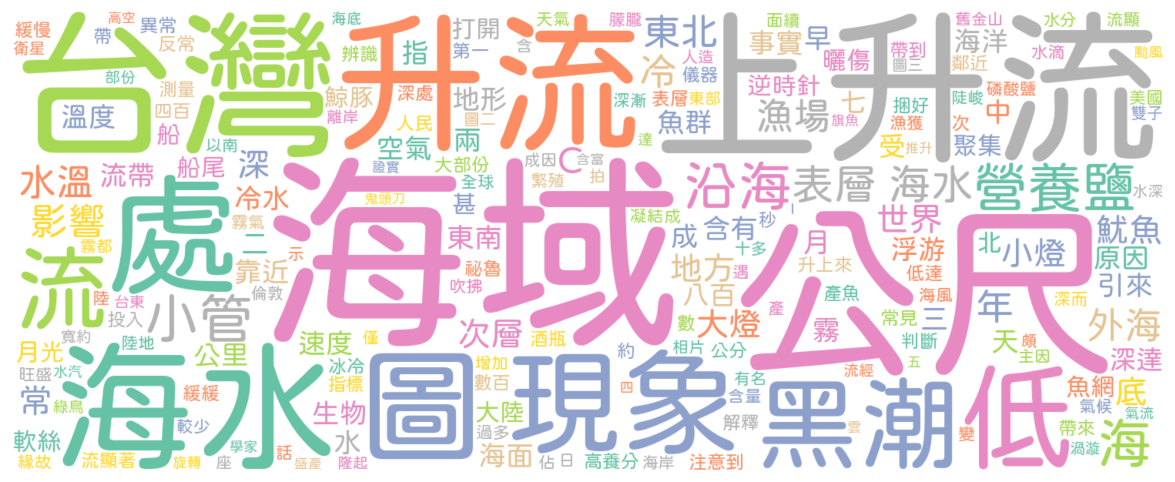 緩慢 高空 異常 海底 打開 天氣 朦朧 東北 面續 早 舊金山 水分 流顯
衛星 帶 反常 辨識 指 第一 含 人造 事實 曬傷 帶到 海洋 水滴 颱風
台灣 升流 上升流
部份 冷 儀器 圖三 鄰近
溫度 測量 鯨豚 深處 地形 深漸 表層 東部 逆時針 七 捆好 磷酸鹽 陡峻 美國
四百 離岸 圖二 魚群 旗魚 漁場 漁獲 次 中 雙子
船 以南 人民 兩 達 受 推升 聚集
水溫 流帶 船尾 深 空氣 大部份 證實 成因 C 含富 沿海 表層 海水 營養鹽 水深
影響 處 冷水 鬼頭刀 甚 全球 繁殖 拍
霧都 霧氣 二 海域 公尺 凝結成 成 含有 秒 世界 北 小燈 魷魚
流 靠近 示 東南 祕魯 十多 月 浮游 原因
陸 台東 小管 倫敦 吹拂 地方 遇 升上來 低達 引來
投入 八百 產 產魚 海風 年
寬約 速度 次層 僅 酒瓶 數 大燈 霧 常見 三 天 外海
月光 陸地 公里 冰冷 增加 相片 公分 判斷 頗 主因 深達
旺盛 水汽 海水 指標 圖 數百 現象 約 有名 流經 五 黑潮 低 魚網 底
常 綠島 緩緩 生物 大陸 四 含量 氣候 氣流
軟絲 較少 水 過多 解釋 雲 變 帶來 海
緣故 流顯著 學家 旋轉 座 話 盛產 隆起 海面 佔 日 高養分 海岸 注意到 深而 渦漩